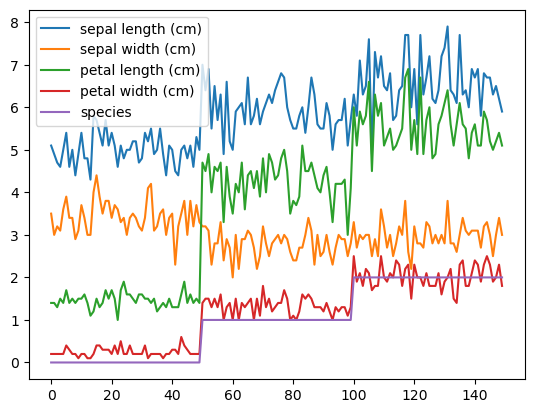 8
7
6
5
4
3
2
1
0
sepal length (cm)
sepal width (cm)
petal length (cm)
petal width (cm)
species
0 20 40 60 80 100 120 140